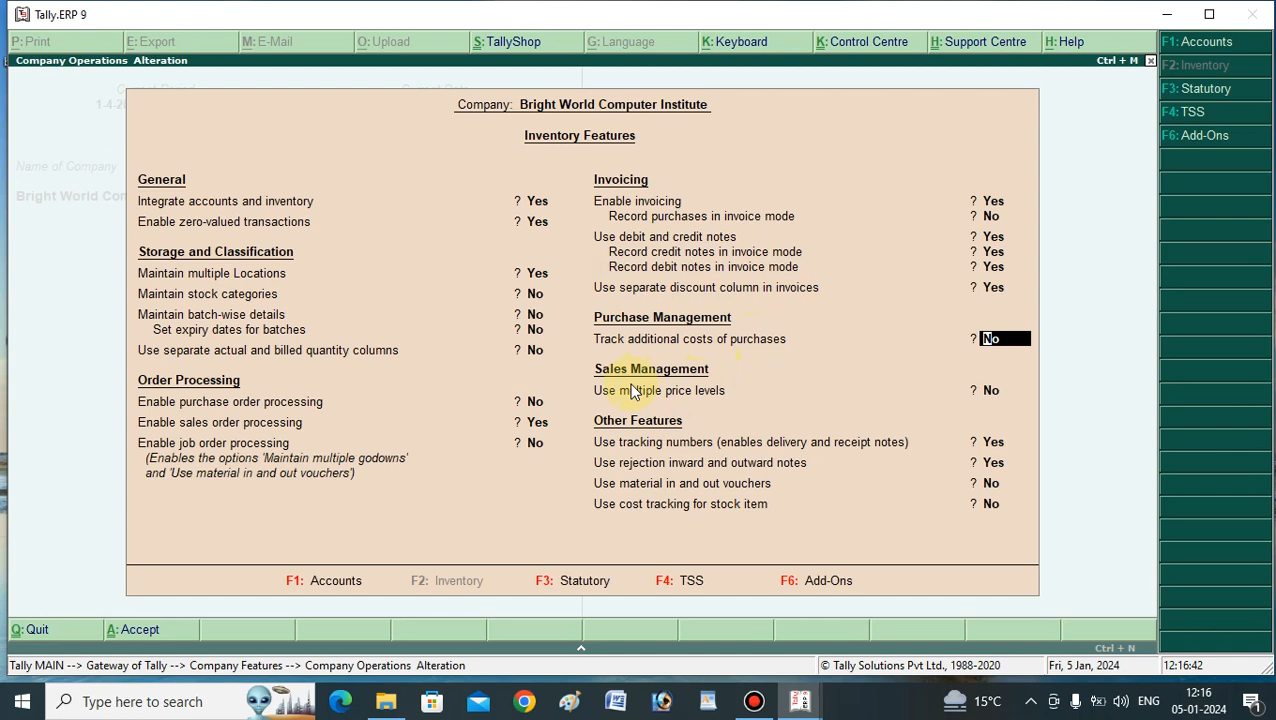 Tally.ERP 9
P: Print
E: Export
M: E-Mail
O: Upload
S: TallyShop
G: Language
K: Keyboard
K: Control Centre
H: Support Centre
H: Help
F1: Accounts
F2: Inventory
F3: Statutory
F4: TSS
F6: Add-Ons
Company Operations Alteration
Ctrl + M
Name of Company
Bright World Com
Company: Bright World Computer Institute
Inventory Features
General
Integrate accounts and inventory ? Yes
Enable zero-valued transactions ? Yes
Storage and Classification
Maintain multiple Locations ? Yes
Maintain stock categories ? No
Maintain batch-wise details ? No
Set expiry dates for batches ? No
Use separate actual and billed quantity columns ? No
Order Processing
Enable purchase order processing ? No
Enable sales order processing ? Yes
Enable job order processing ? No
(Enables the options 'Maintain multiple godowns'
and 'Use material in and out vouchers')
Invoicing
Enable invoicing ? Yes
Record purchases in invoice mode ? No
Use debit and credit notes ? Yes
Record credit notes in invoice mode ? Yes
Record debit notes in invoice mode ? Yes
Use separate discount column in invoices ? Yes
Purchase Management
Track additional costs of purchases ? No
Sales Management
Use multiple price levels ? No
Other Features
Use tracking numbers (enables delivery and receipt notes) ? Yes
Use rejection inward and outward notes ? Yes
Use material in and out vouchers ? No
Use cost tracking for stock item ? No
F1: Accounts
F2: Inventory
F3: Statutory
F4: TSS
F6: Add-Ons
Q: Quit
A: Accept
Ctrl + N
Tally MAIN --> Gateway of Tally --> Company Features --> Company Operations Alteration
© Tally Solutions Pvt Ltd., 1988-2020
Fri, 5 Jan, 2024
12:16:42
Type here to search
15°C
ENG
12:16
05-01-2024
1